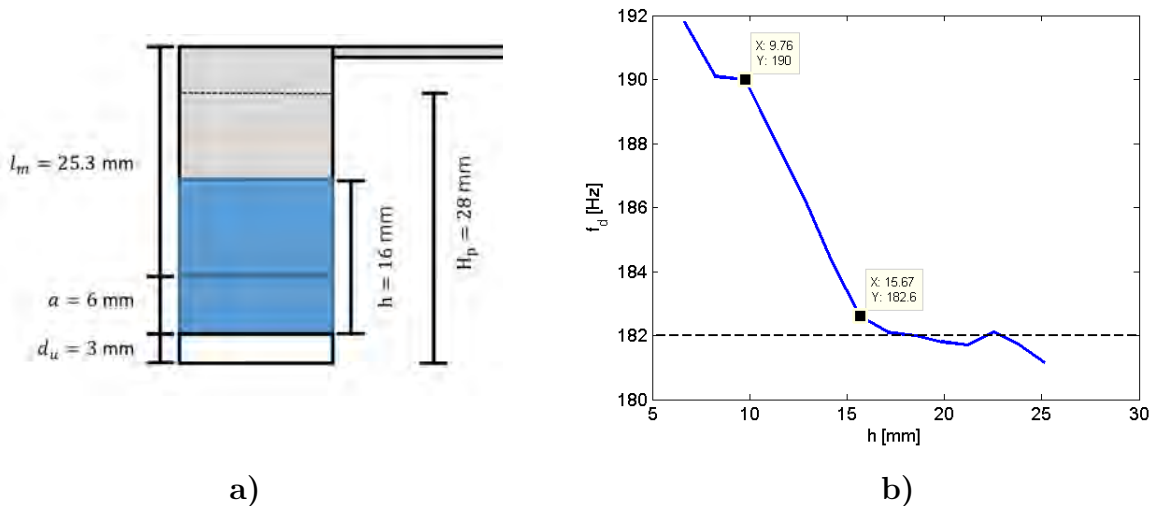 l_m = 25.3 mm
a = 6 mm
d_u = 3 mm
h = 16 mm
H_p = 28 mm
a)
192
190
188
186
184
182
180
5
10
15
20
25
30
f_d [Hz]
h [mm]
X: 9.76
Y: 190
X: 15.67
Y: 182.6
b)